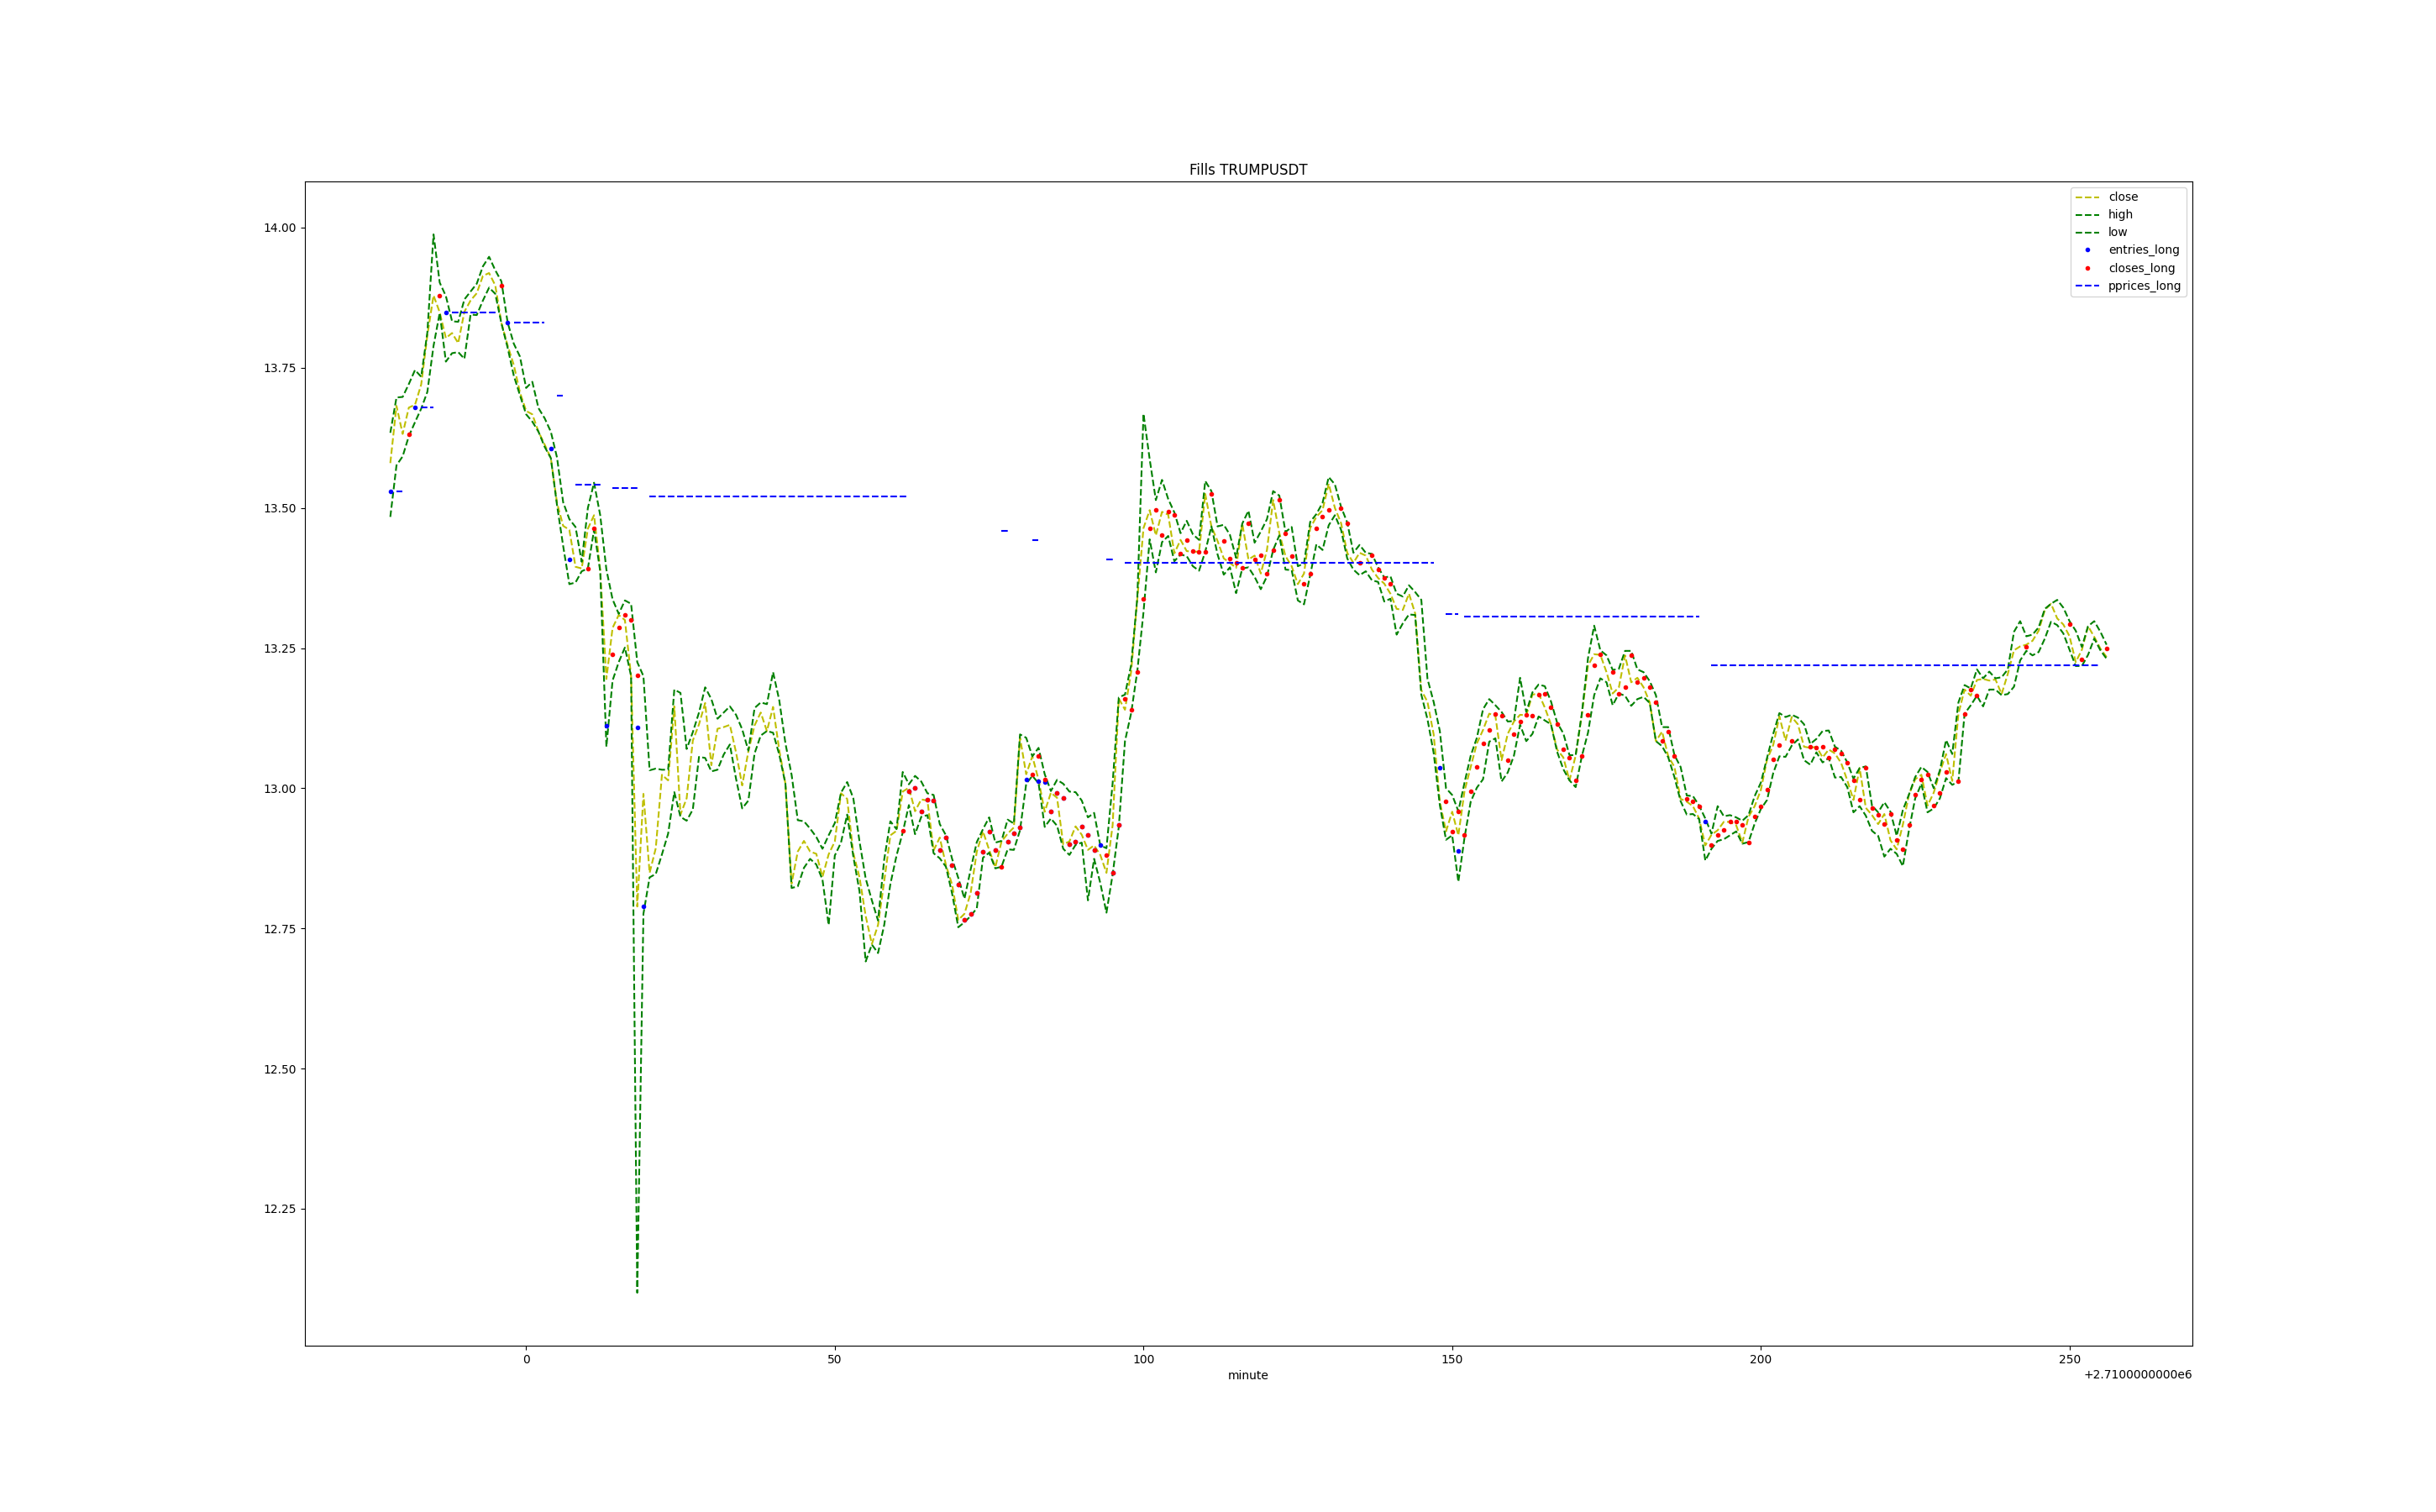 Fills TRUMPUSDT
close
high
low
entries_long
closes_long
pprices_long
14.00
13.75
13.50
13.25
13.00
12.75
12.50
12.25
0 50 100 150 200 250
minute
+2.7100000000e6